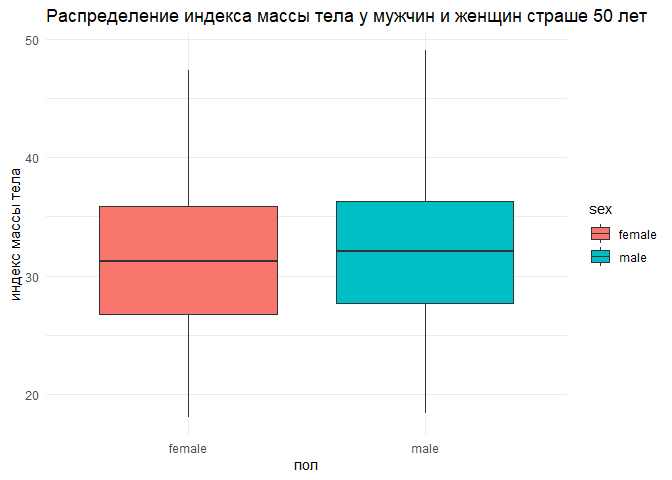 Распределение индекса массы тела у мужчин и женщин страше 50 лет
50
40
30
20
индекс массы тела
female
male
пол
sex
female
male